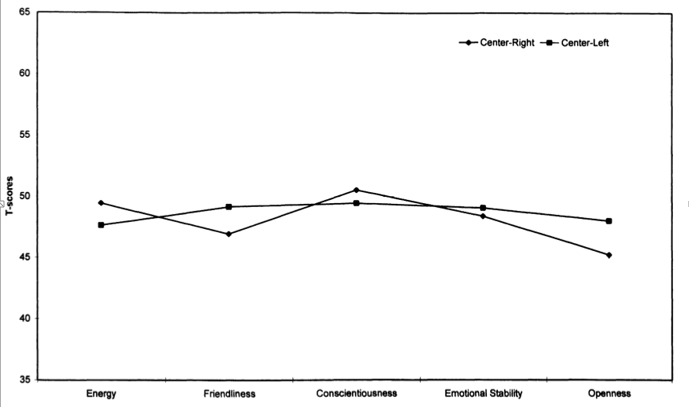 65
60
55
50
45
40
35
T-scores
Center-Right Center-Left
Energy Friendliness Conscientiousness Emotional Stability Openness